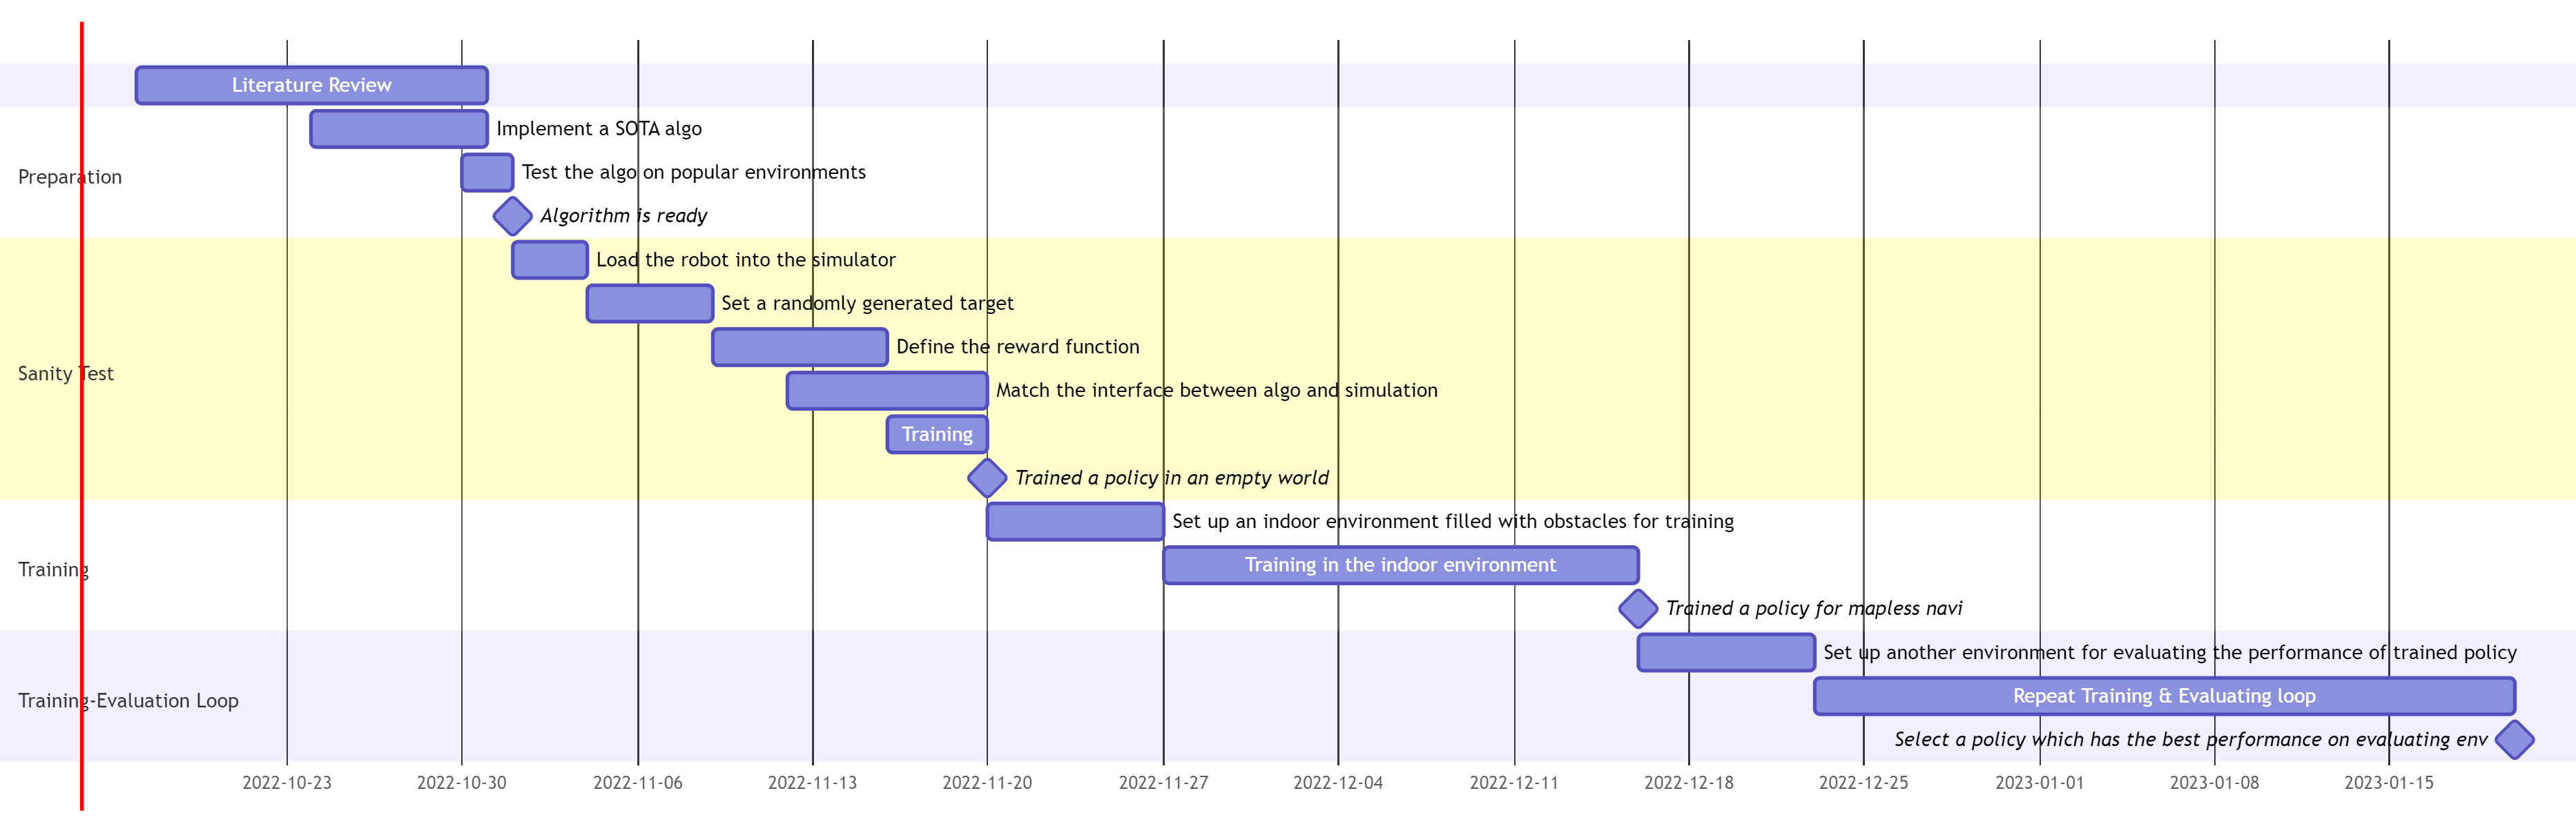 Literature Review
Implement a SOTA algo
Test the algo on popular environments
Preparation
Algorithm is ready
Load the robot into the simulator
Set a randomly generated target
Define the reward function
Sanity Test
Match the interface between algo and simulation
Training
Trained a policy in an empty world
Set up an indoor environment filled with obstacles for training
Training in the indoor environment
Training
Trained a policy for mapless navi
Set up another environment for evaluating the performance of trained policy
Repeat Training & Evaluating loop
Training-Evaluation Loop
Select a policy which has the best performance on evaluating env
2022-10-23 2022-10-30 2022-11-06 2022-11-13 2022-11-20 2022-11-27 2022-12-04 2022-12-11 2022-12-18 2022-12-25 2023-01-01 2023-01-08 2023-01-15